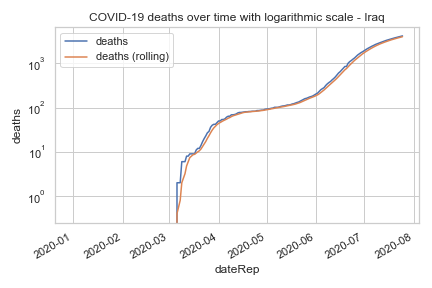 COVID-19 deaths over time with logarithmic scale - Iraq
deaths
deaths (rolling)
10³
10²
10¹
10⁰
deaths
2020-01
2020-02
2020-03
2020-04
2020-05
2020-06
2020-07
2020-08
dateRep